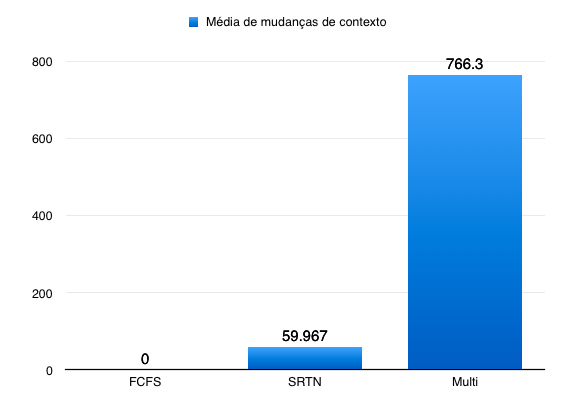 Média de mudanças de contexto
800
766.3
600
400
200
59.967
0
0
FCFS
SRTN
Multi